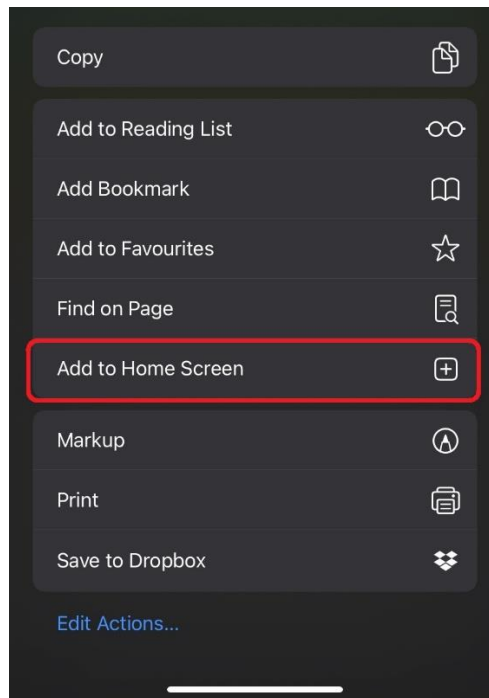 Copy
Add to Reading List
Add Bookmark
Add to Favourites
Find on Page
Add to Home Screen
Markup
Print
Save to Dropbox
Edit Actions...